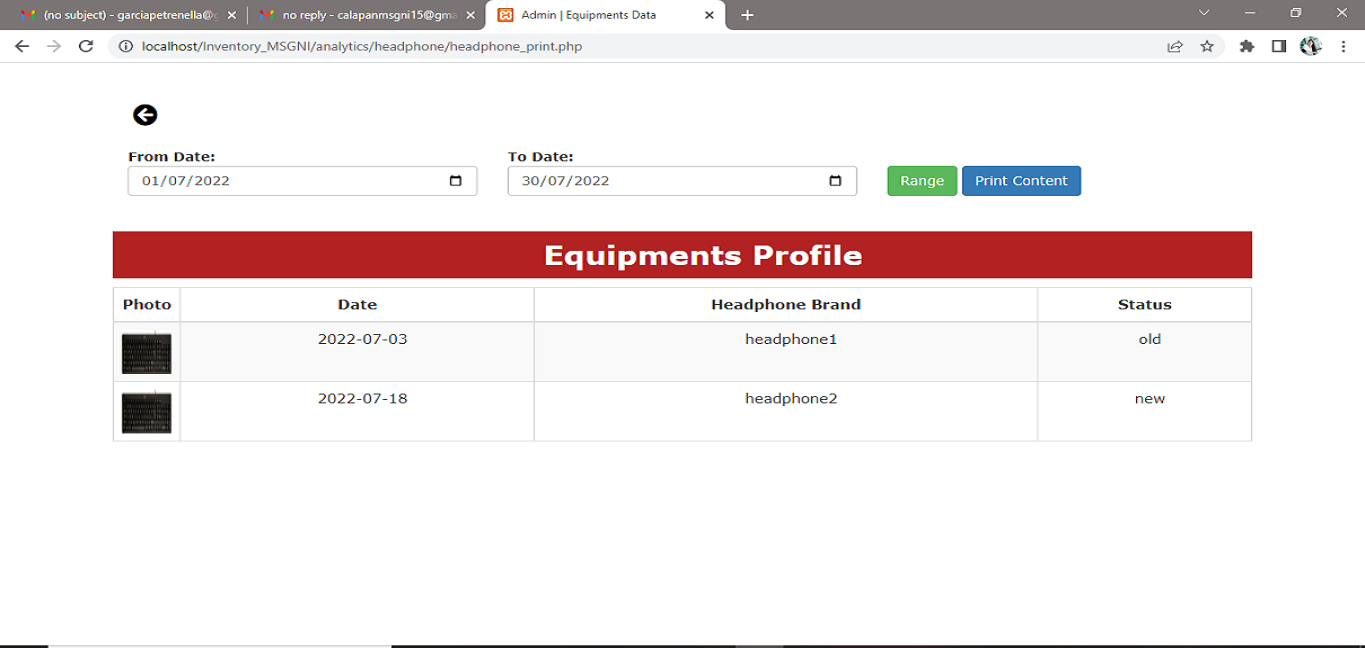 (no subject) - garciapetrenella@g
no reply - calapanmsgni15@gma
Admin | Equipments Data
localhost/Inventory_MSGNI/analytics/headphone/headphone_print.php
From Date:
To Date:
01/07/2022
30/07/2022
Range
Print Content
Equipments Profile
Photo Date Headphone Brand Status
2022-07-03 headphone1 old
2022-07-18 headphone2 new